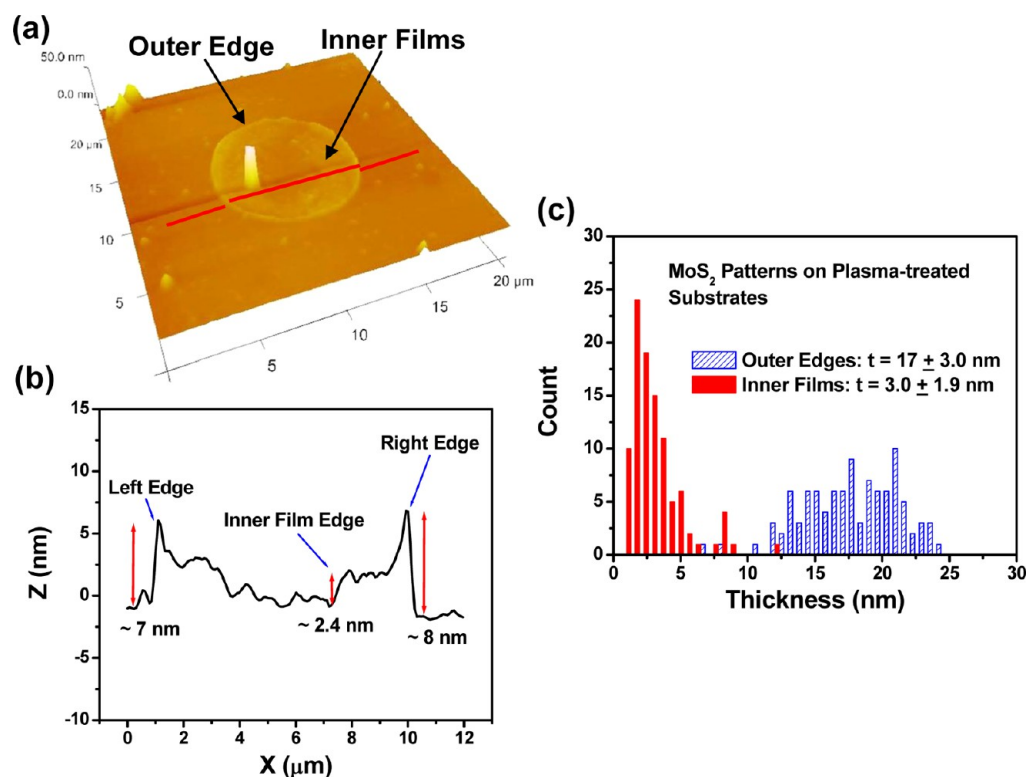 (a)
Outer Edge
Inner Films
50.0 nm
0.0 nm
20 µm
15
10
5
5
10
15
20 µm
(b)
15
10
5
0
-5
-10
Z (nm)
Left Edge
Right Edge
Inner Film Edge
~ 7 nm
~ 2.4 nm
~ 8 nm
0 2 4 6 8 10 12
X (µm)
(c)
30
25
20
15
10
5
0
Count
MoS₂ Patterns on Plasma-treated
Substrates
Outer Edges: t = 17 ± 3.0 nm
Inner Films: t = 3.0 ± 1.9 nm
0 5 10 15 20 25 30
Thickness (nm)